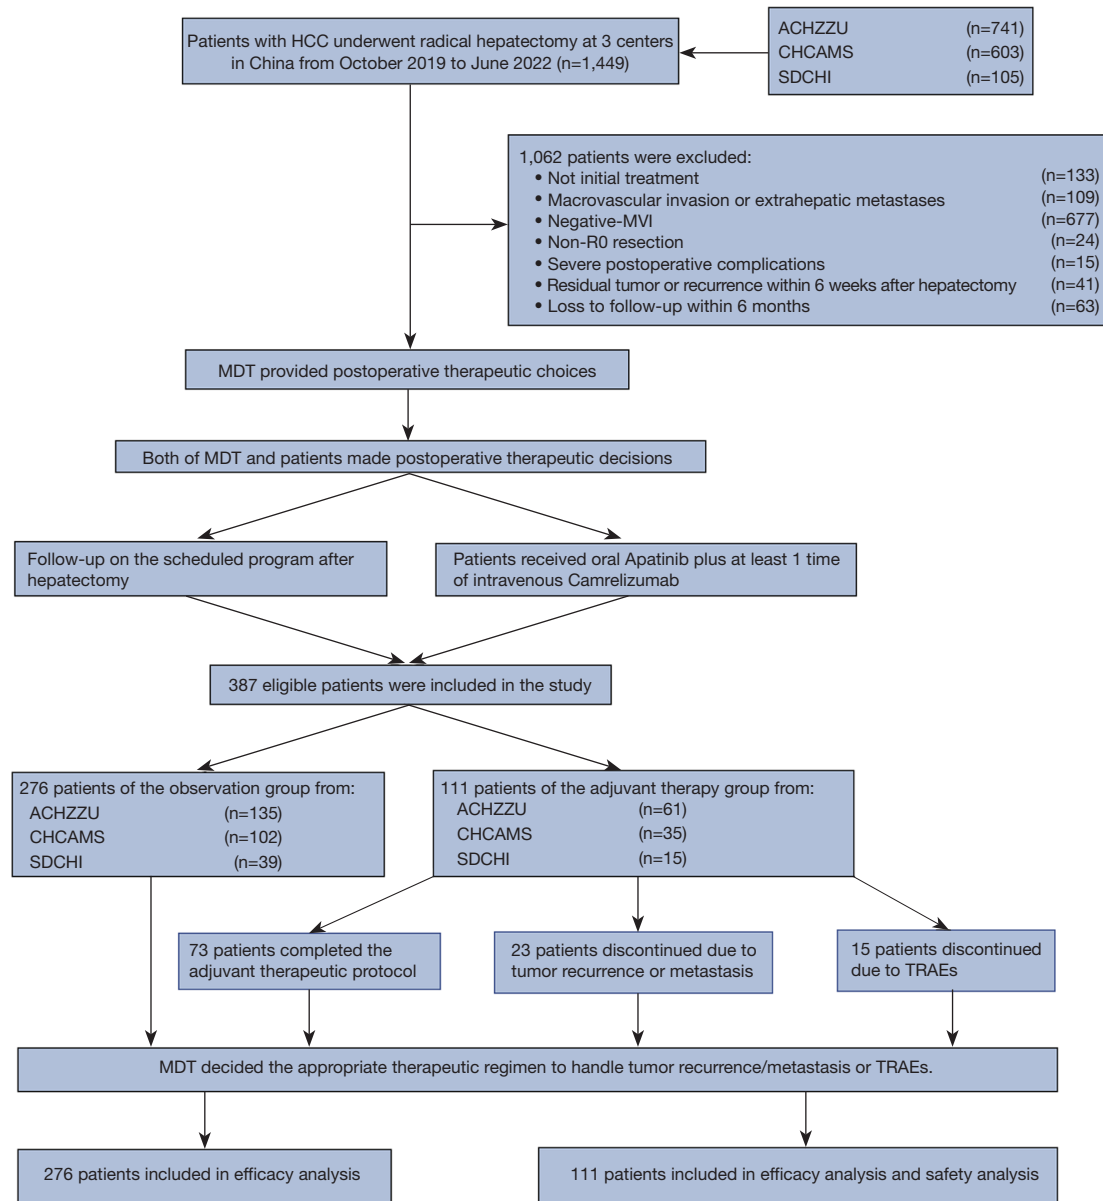 Patients with HCC underwent radical hepatectomy at 3 centers
in China from October 2019 to June 2022 (n=1,449)
ACHZZU (n=741)
CHCAMS (n=603)
SDCHI (n=105)
1,062 patients were excluded:
• Not initial treatment (n=133)
• Macrovascular invasion or extrahepatic metastases (n=109)
• Negative-MVI (n=677)
• Non-R0 resection (n=24)
• Severe postoperative complications (n=15)
• Residual tumor or recurrence within 6 weeks after hepatectomy (n=41)
• Loss to follow-up within 6 months (n=63)
MDT provided postoperative therapeutic choices
Both of MDT and patients made postoperative therapeutic decisions
Follow-up on the scheduled program after
hepatectomy
Patients received oral Apatinib plus at least 1 time
of intravenous Camrelizumab
387 eligible patients were included in the study
276 patients of the observation group from:
ACHZZU (n=135)
CHCAMS (n=102)
SDCHI (n=39)
111 patients of the adjuvant therapy group from:
ACHZZU (n=61)
CHCAMS (n=35)
SDCHI (n=15)
73 patients completed the
adjuvant therapeutic protocol
23 patients discontinued due to
tumor recurrence or metastasis
15 patients discontinued
due to TRAEs
MDT decided the appropriate therapeutic regimen to handle tumor recurrence/metastasis or TRAEs.
276 patients included in efficacy analysis
111 patients included in efficacy analysis and safety analysis